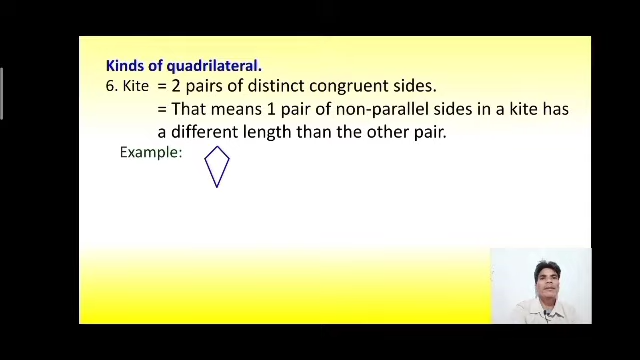 Kinds of quadrilateral.
6. Kite = 2 pairs of distinct congruent sides.
= That means 1 pair of non-parallel sides in a kite has
a different length than the other pair.
Example: